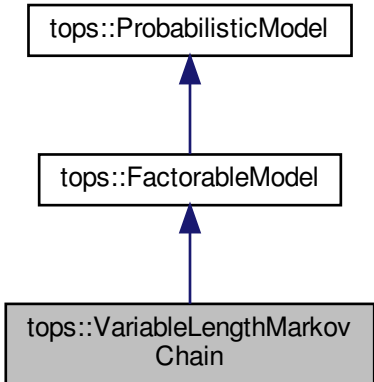 tops::ProbabilisticModel
tops::FactorableModel
tops::VariableLengthMarkov
Chain